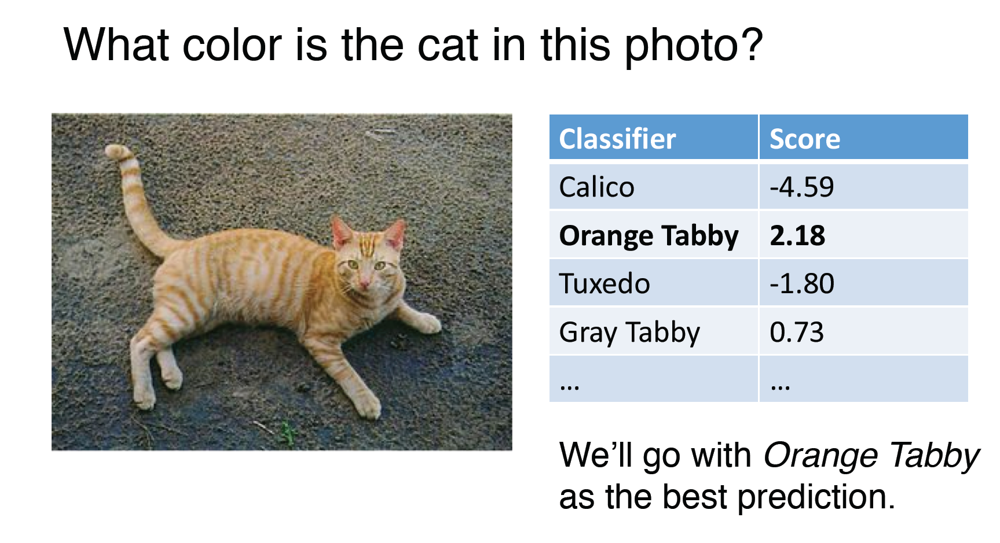 What color is the cat in this photo?
Classifier Score
Calico -4.59
Orange Tabby 2.18
Tuxedo -1.80
Gray Tabby 0.73
... ...
We’ll go with Orange Tabby
as the best prediction.